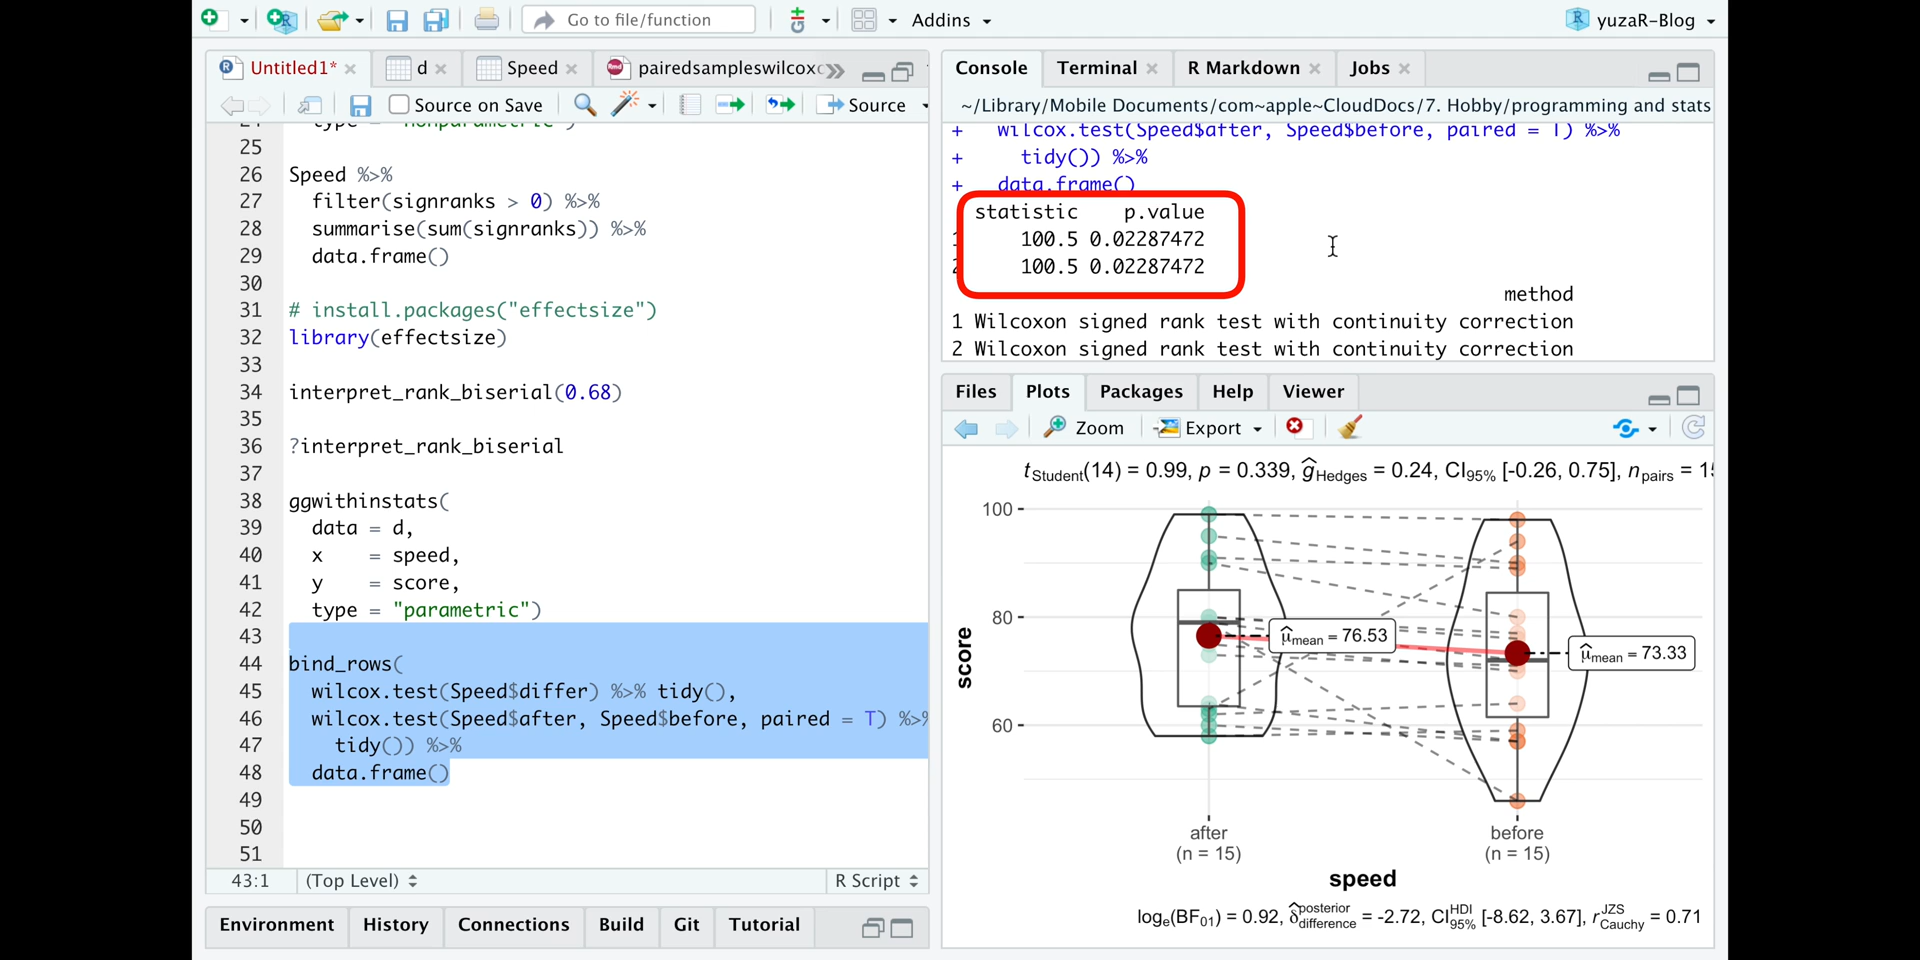 Go to file/function
Addins
yuzaR-Blog
Untitled1*
d
Speed
pairedsampleswilcoxo
Source on Save
Source
24 type = "nonparametric")
25
26 Speed %>%
27 filter(signranks > 0) %>%
28 summarise(sum(signranks)) %>%
29 data.frame()
30
31 # install.packages("effectsize")
32 library(effectsize)
33
34 interpret_rank_biserial(0.68)
35
36 ?interpret_rank_biserial
37
38 ggwithinstats(
39 data = d,
40 x = speed,
41 y = score,
42 type = "parametric")
43
44 bind_rows(
45 wilcox.test(Speed$differ) %>% tidy(),
46 wilcox.test(Speed$after, Speed$before, paired = T) %>%
47 tidy()) %>%
48 data.frame()
49
50
51
43:1 (Top Level) R Script
Environment History Connections Build Git Tutorial
Console Terminal R Markdown Jobs
~/Library/Mobile Documents/com~apple~CloudDocs/7. Hobby/programming and stats
+ wilcox.test(Speed$after, Speed$before, paired = T) %>%
+ tidy()) %>%
+ data.frame()
statistic p.value
1 100.5 0.02287472
2 100.5 0.02287472
method
1 Wilcoxon signed rank test with continuity correction
2 Wilcoxon signed rank test with continuity correction
Files Plots Packages Help Viewer
Zoom Export
tStudent(14) = 0.99, p = 0.339, ĝHedges = 0.24, CI95% [-0.26, 0.75], npairs = 15
100
80
60
score
μ̂mean = 76.53
μ̂mean = 73.33
after
(n = 15)
before
(n = 15)
speed
loge(BF01) = 0.92, δ̂posterior difference = -2.72, CI HDI 95% [-8.62, 3.67], r JZS Cauchy = 0.71